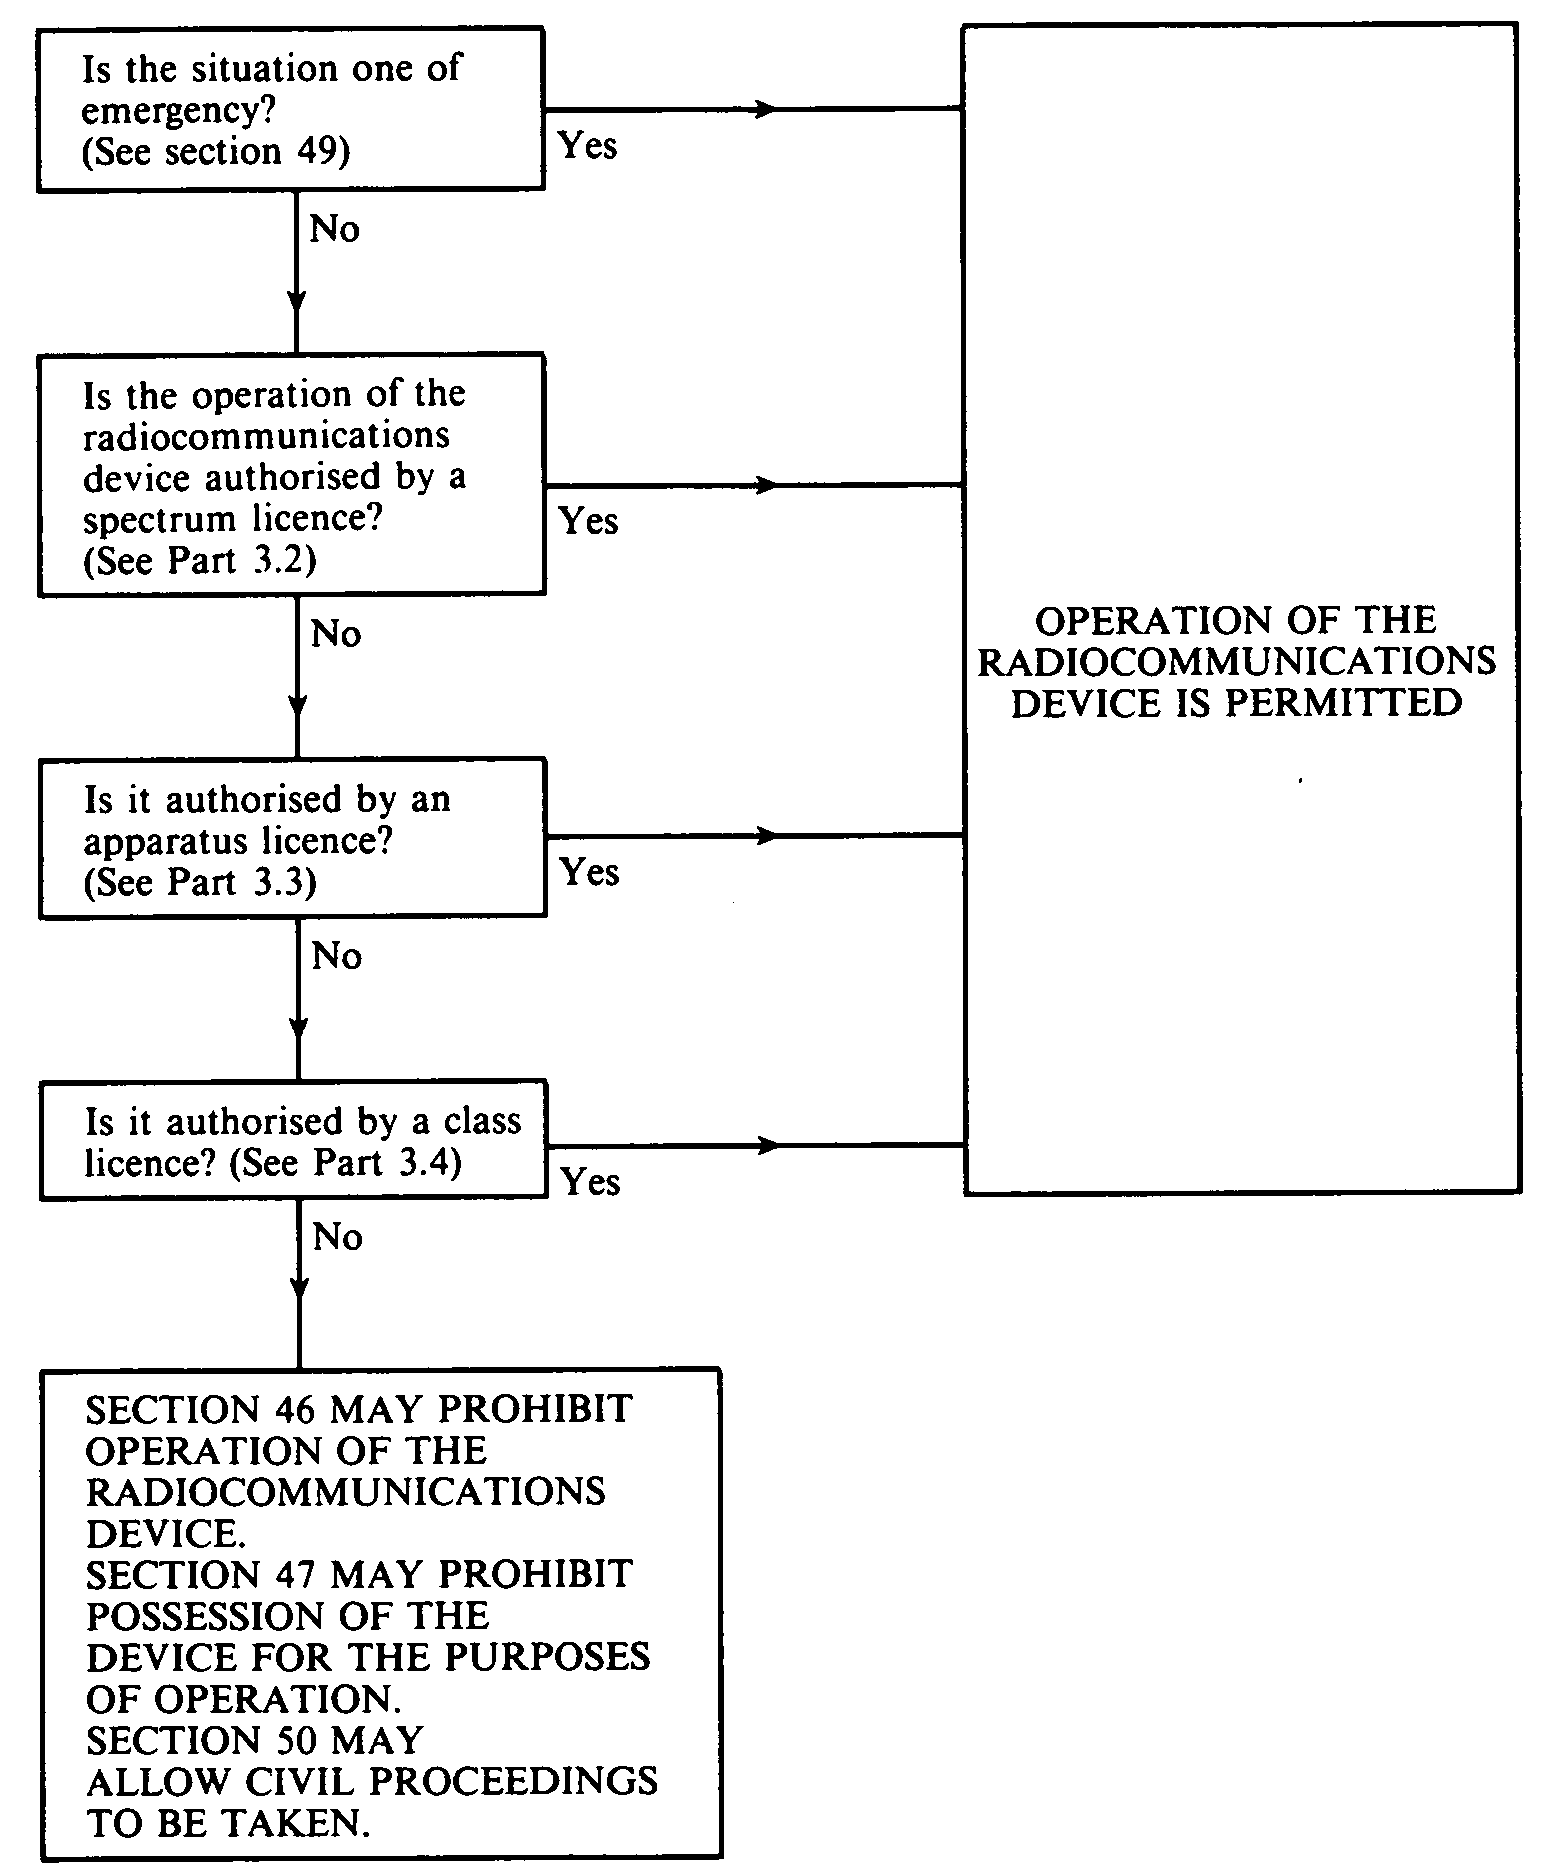 Is the situation one of
emergency?
(See section 49)
Yes
No
Is the operation of the
radiocommunications
device authorised by a
spectrum licence?
(See Part 3.2)
Yes
No
OPERATION OF THE
RADIOCOMMUNICATIONS
DEVICE IS PERMITTED
Is it authorised by an
apparatus licence?
(See Part 3.3)
Yes
No
Is it authorised by a class
licence? (See Part 3.4)
Yes
No
SECTION 46 MAY PROHIBIT
OPERATION OF THE
RADIOCOMMUNICATIONS
DEVICE.
SECTION 47 MAY PROHIBIT
POSSESSION OF THE
DEVICE FOR THE PURPOSES
OF OPERATION.
SECTION 50 MAY
ALLOW CIVIL PROCEEDINGS
TO BE TAKEN.